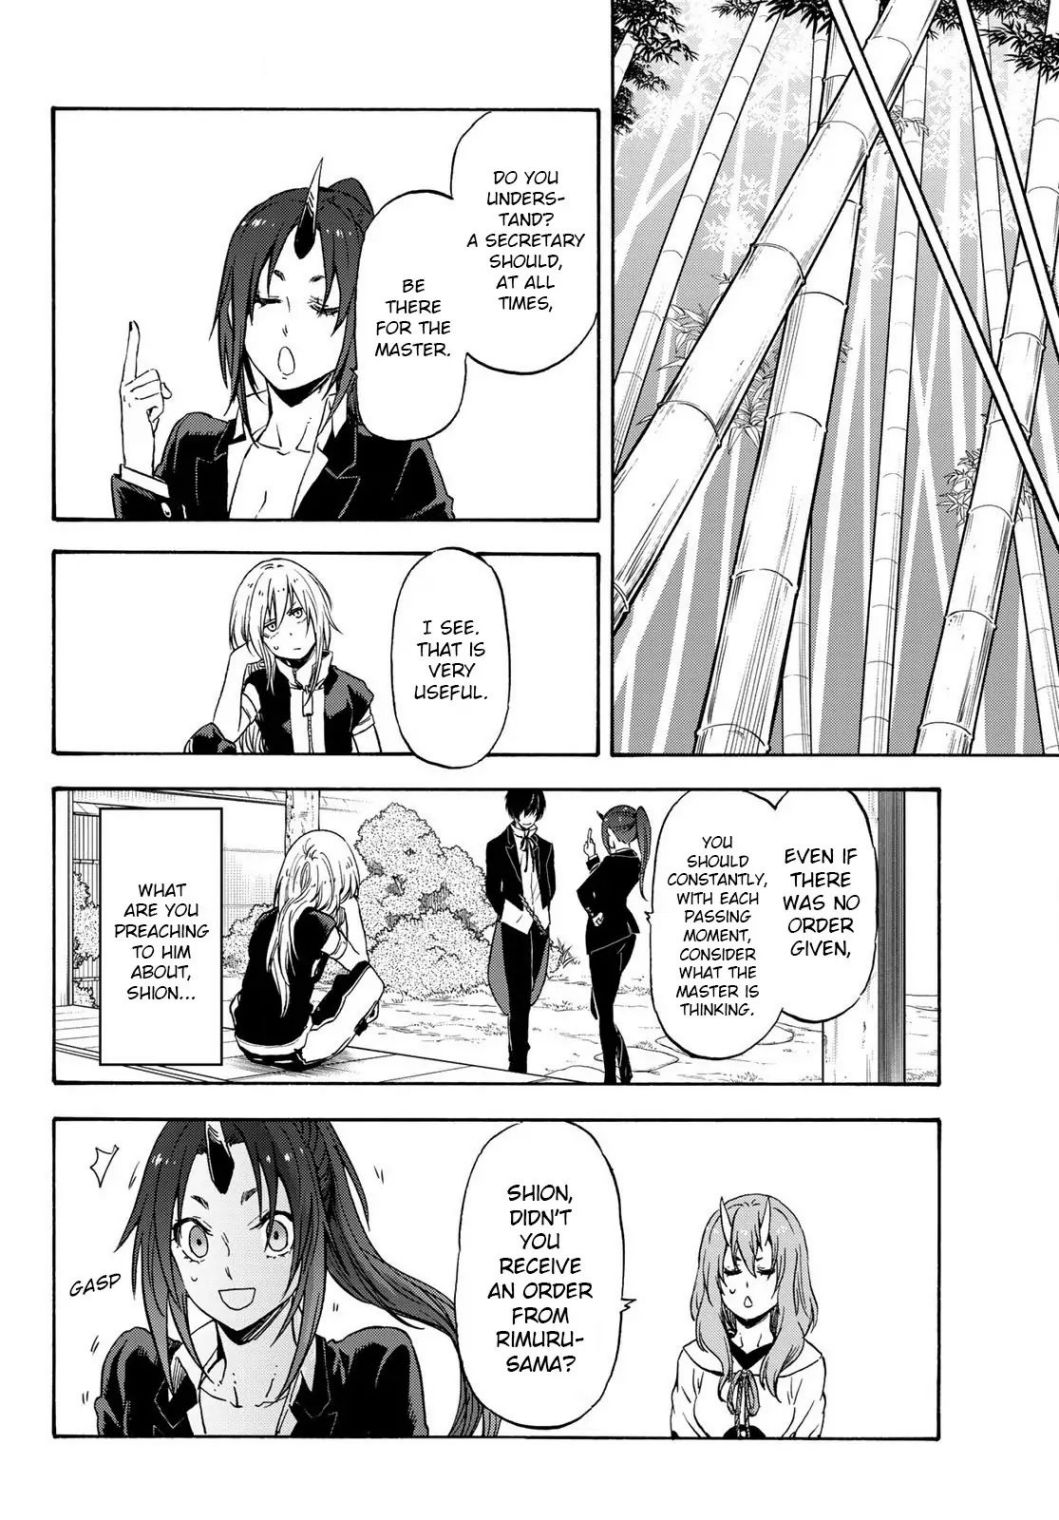 DO YOU
UNDERS-
TAND?
A SECRETARY
SHOULD,
AT ALL
TIMES,
BE
THERE
FOR THE
MASTER.
I SEE.
THAT IS
VERY
USEFUL.
EVEN IF
THERE
WAS NO
ORDER
GIVEN,
YOU
SHOULD
CONSTANTLY,
WITH EACH
PASSING
MOMENT,
CONSIDER
WHAT THE
MASTER IS
THINKING.
WHAT
ARE YOU
PREACHING
TO HIM
ABOUT,
SHION...
SHION,
DIDN'T
YOU
RECEIVE
AN ORDER
FROM
RIMURU-
SAMA?
GASP